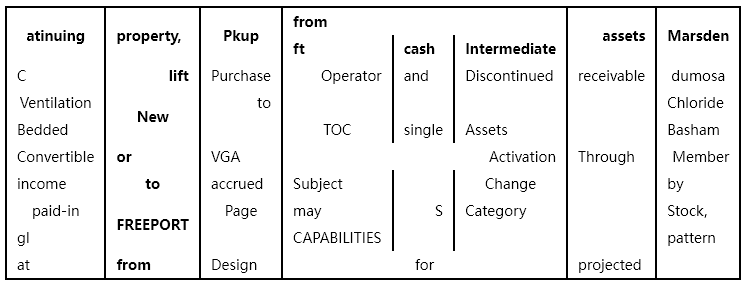 from
atinuing property, Pkup assets Marsden
ft cash Intermediate
C lift Purchase Operator and Discontinued receivable dumosa
Ventilation to Chloride
New
Bedded TOC single Assets Basham
Convertible or VGA Activation Through Member
income to accrued Subject Change by
paid-in Page may S Category Stock,
FREEPORT
gl CAPABILITIES pattern
at from Design for projected